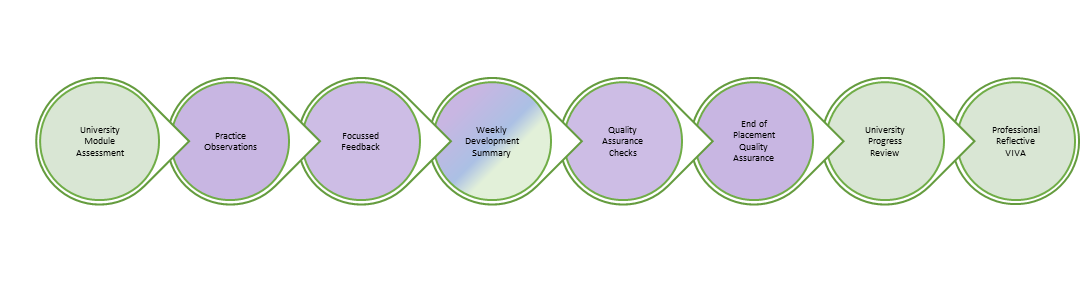 University
Module
Assessment
Practice
Observations
Focussed
Feedback
Weekly
Development
Summary
Quality
Assurance
Checks
End of
Placement
Quality
Assurance
University
Progress
Review
Professional
Reflective
VIVA